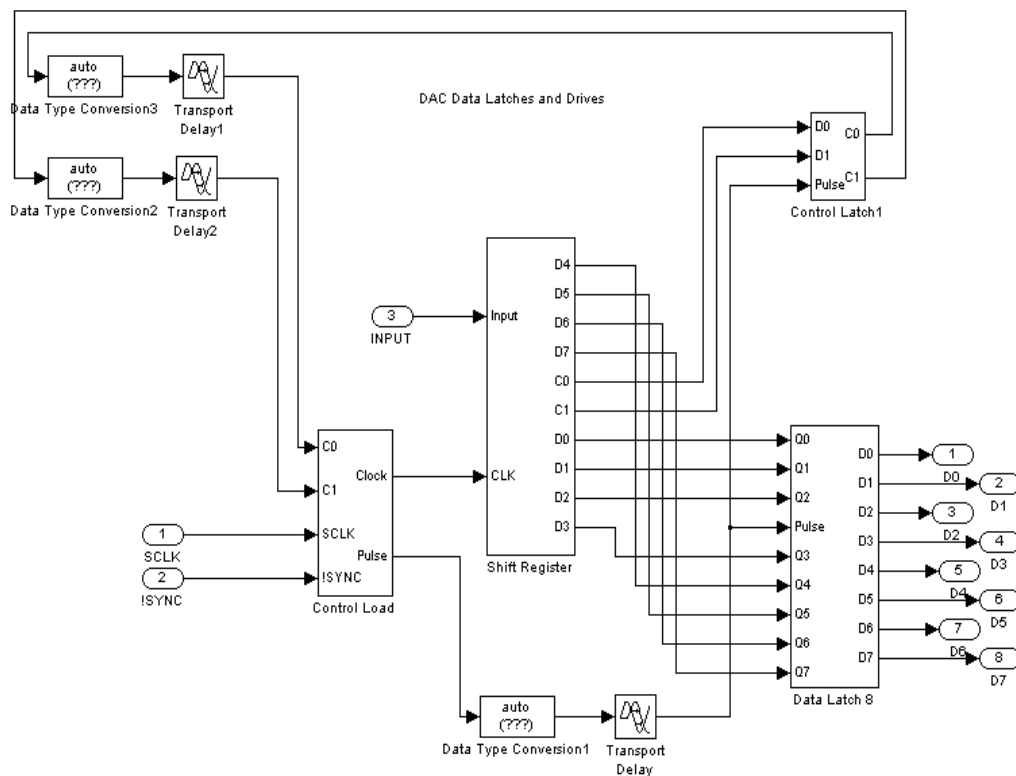 auto
(???)
Data Type Conversion3
Transport
Delay1
DAC Data Latches and Drives
D0
D1
Pulse
C0
C1
Control Latch1
auto
(???)
Data Type Conversion2
Transport
Delay2
3
INPUT
Input
CLK
D4
D5
D6
D7
C0
C1
D0
D1
D2
D3
Shift Register
C0
C1
SCLK
!SYNC
Clock
Pulse
Control Load
1
SCLK
2
!SYNC
Q0
Q1
Q2
Pulse
Q3
Q4
Q5
Q6
Q7
D0
D1
D2
D3
D4
D5
D6
D7
Data Latch 8
1
D0
2
D1
3
D2
4
D3
5
D4
6
D5
7
D6
8
D7
auto
(???)
Data Type Conversion1
Transport
Delay